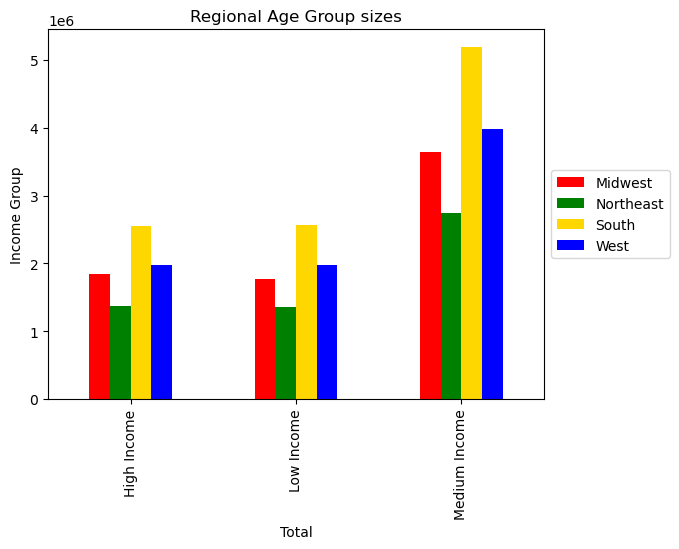 Regional Age Group sizes
1e6
5
4
3
2
1
0
Income Group
High Income
Low Income
Medium Income
Total
Midwest
Northeast
South
West